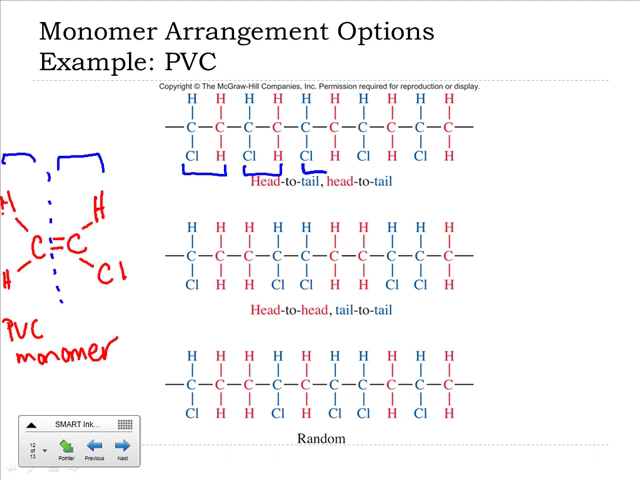 Monomer Arrangement Options
Example: PVC
Copyright © The McGraw-Hill Companies, Inc. Permission required for reproduction or display.
H H H H H H H H H H
C C C C C C C C C C
Cl H Cl H Cl H Cl H Cl H
Head-to-tail, head-to-tail
H H H H H H H H H H
C C C C C C C C C C
Cl H H Cl Cl H H Cl Cl H
Head-to-head, tail-to-tail
H H H H H H H H H H
C C C C C C C C C C
Cl H H Cl H Cl Cl H Cl H
Random
H H
C=C
H Cl
PVC
monomer
SMART Ink...
12
of
13
Pointer Previous Next